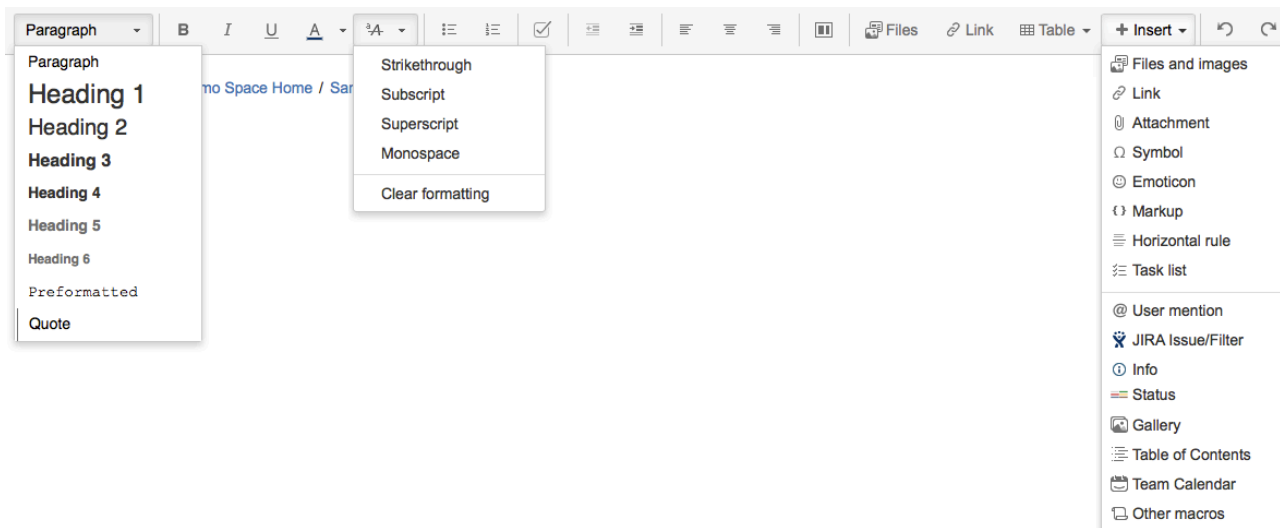 Paragraph B I U A ᵃA Files Link Table + Insert
Paragraph
Heading 1
Heading 2
Heading 3
Heading 4
Heading 5
Heading 6
Preformatted
Quote
mo Space Home / Sar
Strikethrough
Subscript
Superscript
Monospace
Clear formatting
Files and images
Link
Attachment
Ω Symbol
Emoticon
{} Markup
Horizontal rule
Task list
@ User mention
JIRA Issue/Filter
Info
Status
Gallery
Table of Contents
Team Calendar
Other macros